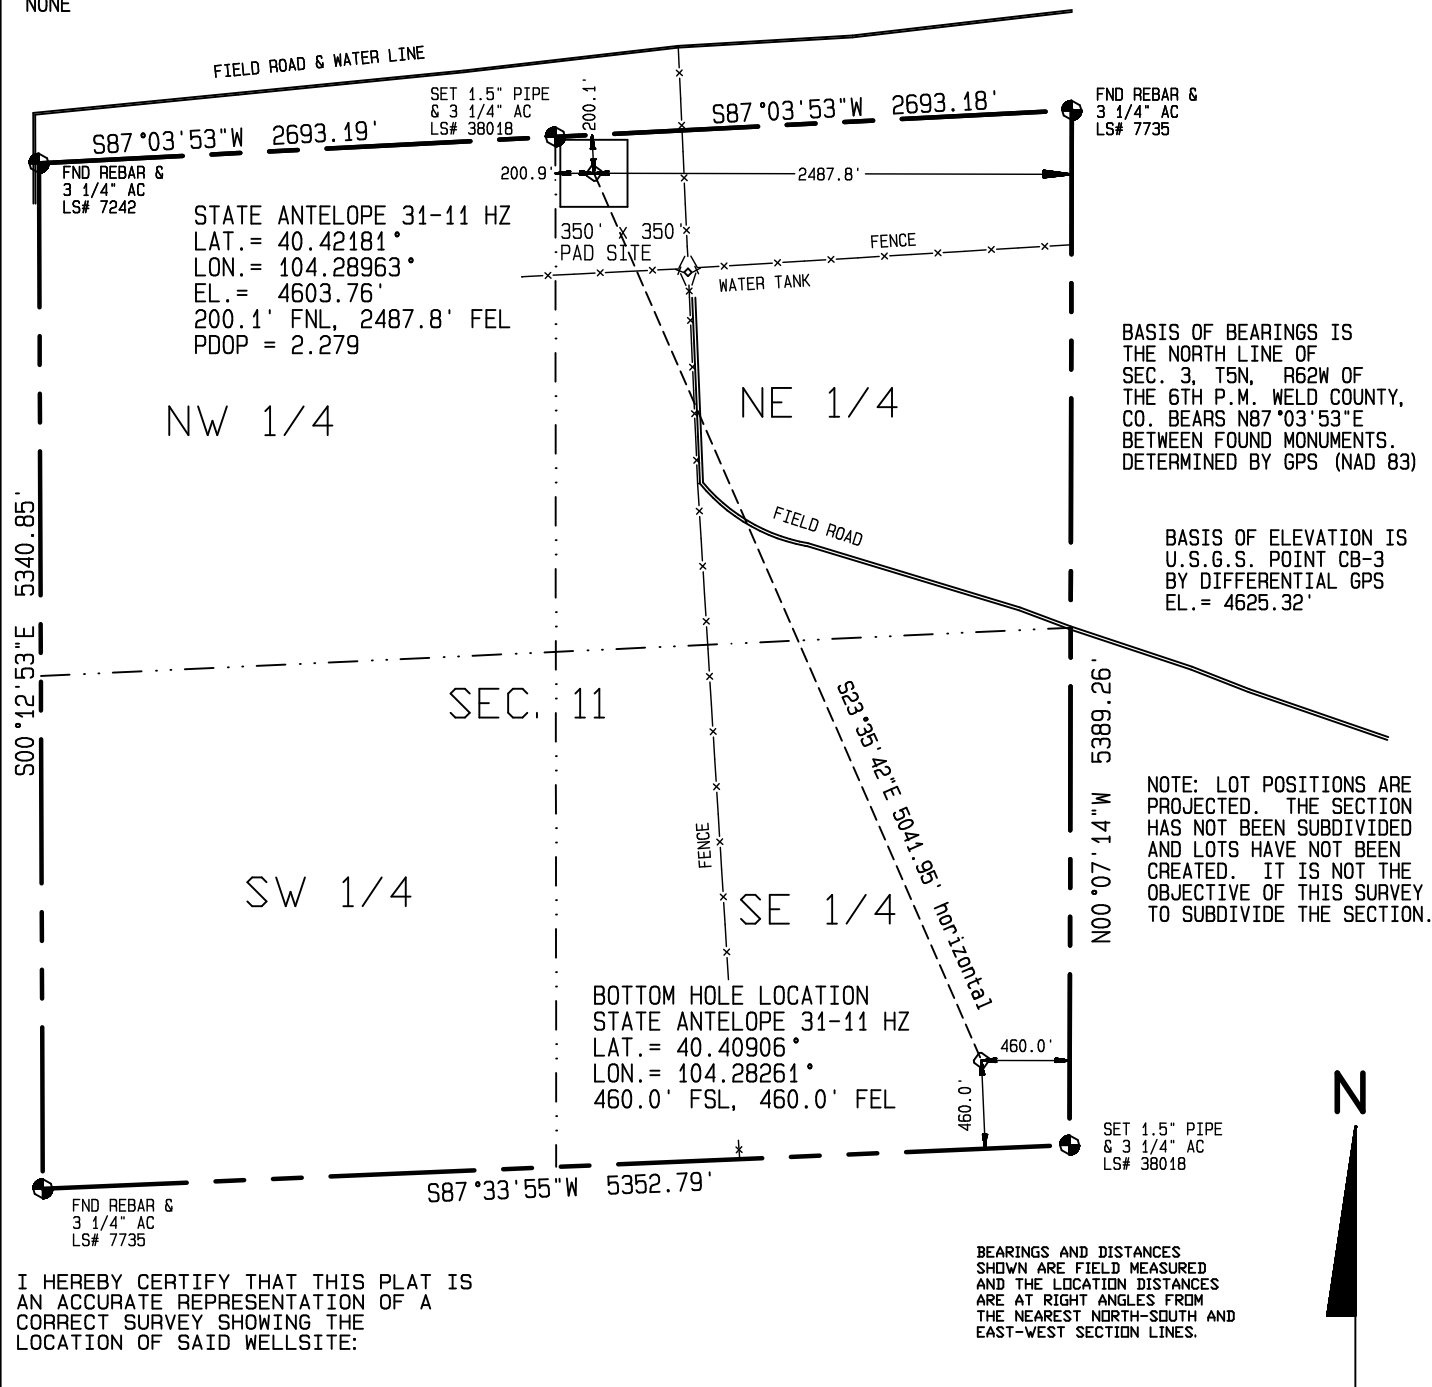 NONE
FIELD ROAD & WATER LINE
S87°03'53"W 2693.19'
SET 1.5" PIPE
& 3 1/4" AC
LS# 38018
200.1'
S87°03'53"W 2693.18'
FND REBAR &
3 1/4" AC
LS# 7735
FND REBAR &
3 1/4" AC
LS# 7242
200.9'
2487.8'
STATE ANTELOPE 31-11 HZ
LAT.= 40.42181°
LON.= 104.28963°
EL.= 4603.76'
200.1' FNL, 2487.8' FEL
PDOP = 2.279
350' X 350'
PAD SITE
FENCE
WATER TANK
NW 1/4
NE 1/4
BASIS OF BEARINGS IS
THE NORTH LINE OF
SEC. 3, T5N, R62W OF
THE 6TH P.M. WELD COUNTY,
CO. BEARS N87°03'53"E
BETWEEN FOUND MONUMENTS.
DETERMINED BY GPS (NAD 83)
S00°12'53"E 5340.85'
FIELD ROAD
BASIS OF ELEVATION IS
U.S.G.S. POINT CB-3
BY DIFFERENTIAL GPS
EL.= 4625.32'
SEC. 11
S23°35'42"E 5041.95' horizontal
N00°07'14"W 5389.26'
NOTE: LOT POSITIONS ARE
PROJECTED. THE SECTION
HAS NOT BEEN SUBDIVIDED
AND LOTS HAVE NOT BEEN
CREATED. IT IS NOT THE
OBJECTIVE OF THIS SURVEY
TO SUBDIVIDE THE SECTION.
FENCE
SW 1/4
SE 1/4
BOTTOM HOLE LOCATION
STATE ANTELOPE 31-11 HZ
LAT.= 40.40906°
LON.= 104.28261°
460.0' FSL, 460.0' FEL
460.0'
460.0'
N
SET 1.5" PIPE
& 3 1/4" AC
LS# 38018
S87°33'55"W 5352.79'
FND REBAR &
3 1/4" AC
LS# 7735
I HEREBY CERTIFY THAT THIS PLAT IS
AN ACCURATE REPRESENTATION OF A
CORRECT SURVEY SHOWING THE
LOCATION OF SAID WELLSITE:
BEARINGS AND DISTANCES
SHOWN ARE FIELD MEASURED
AND THE LOCATION DISTANCES
ARE AT RIGHT ANGLES FROM
THE NEAREST NORTH-SOUTH AND
EAST-WEST SECTION LINES.